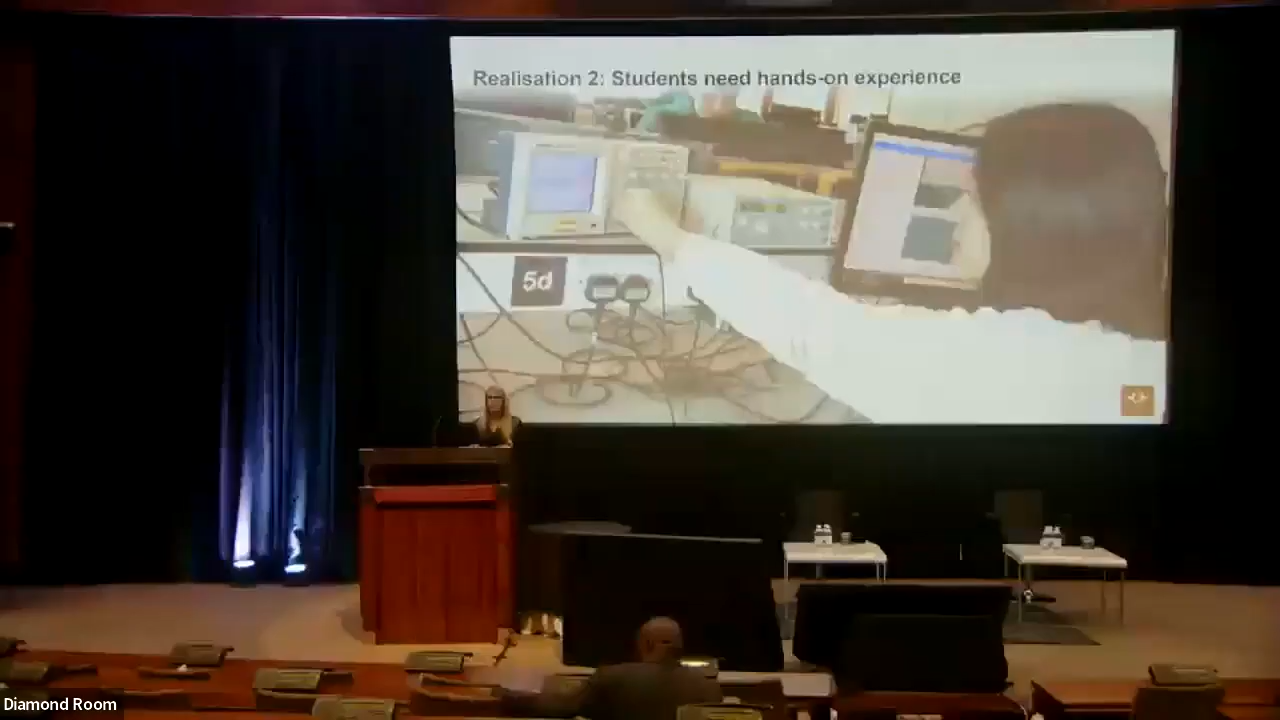 Realisation 2: Students need hands-on experience
5d
Diamond Room